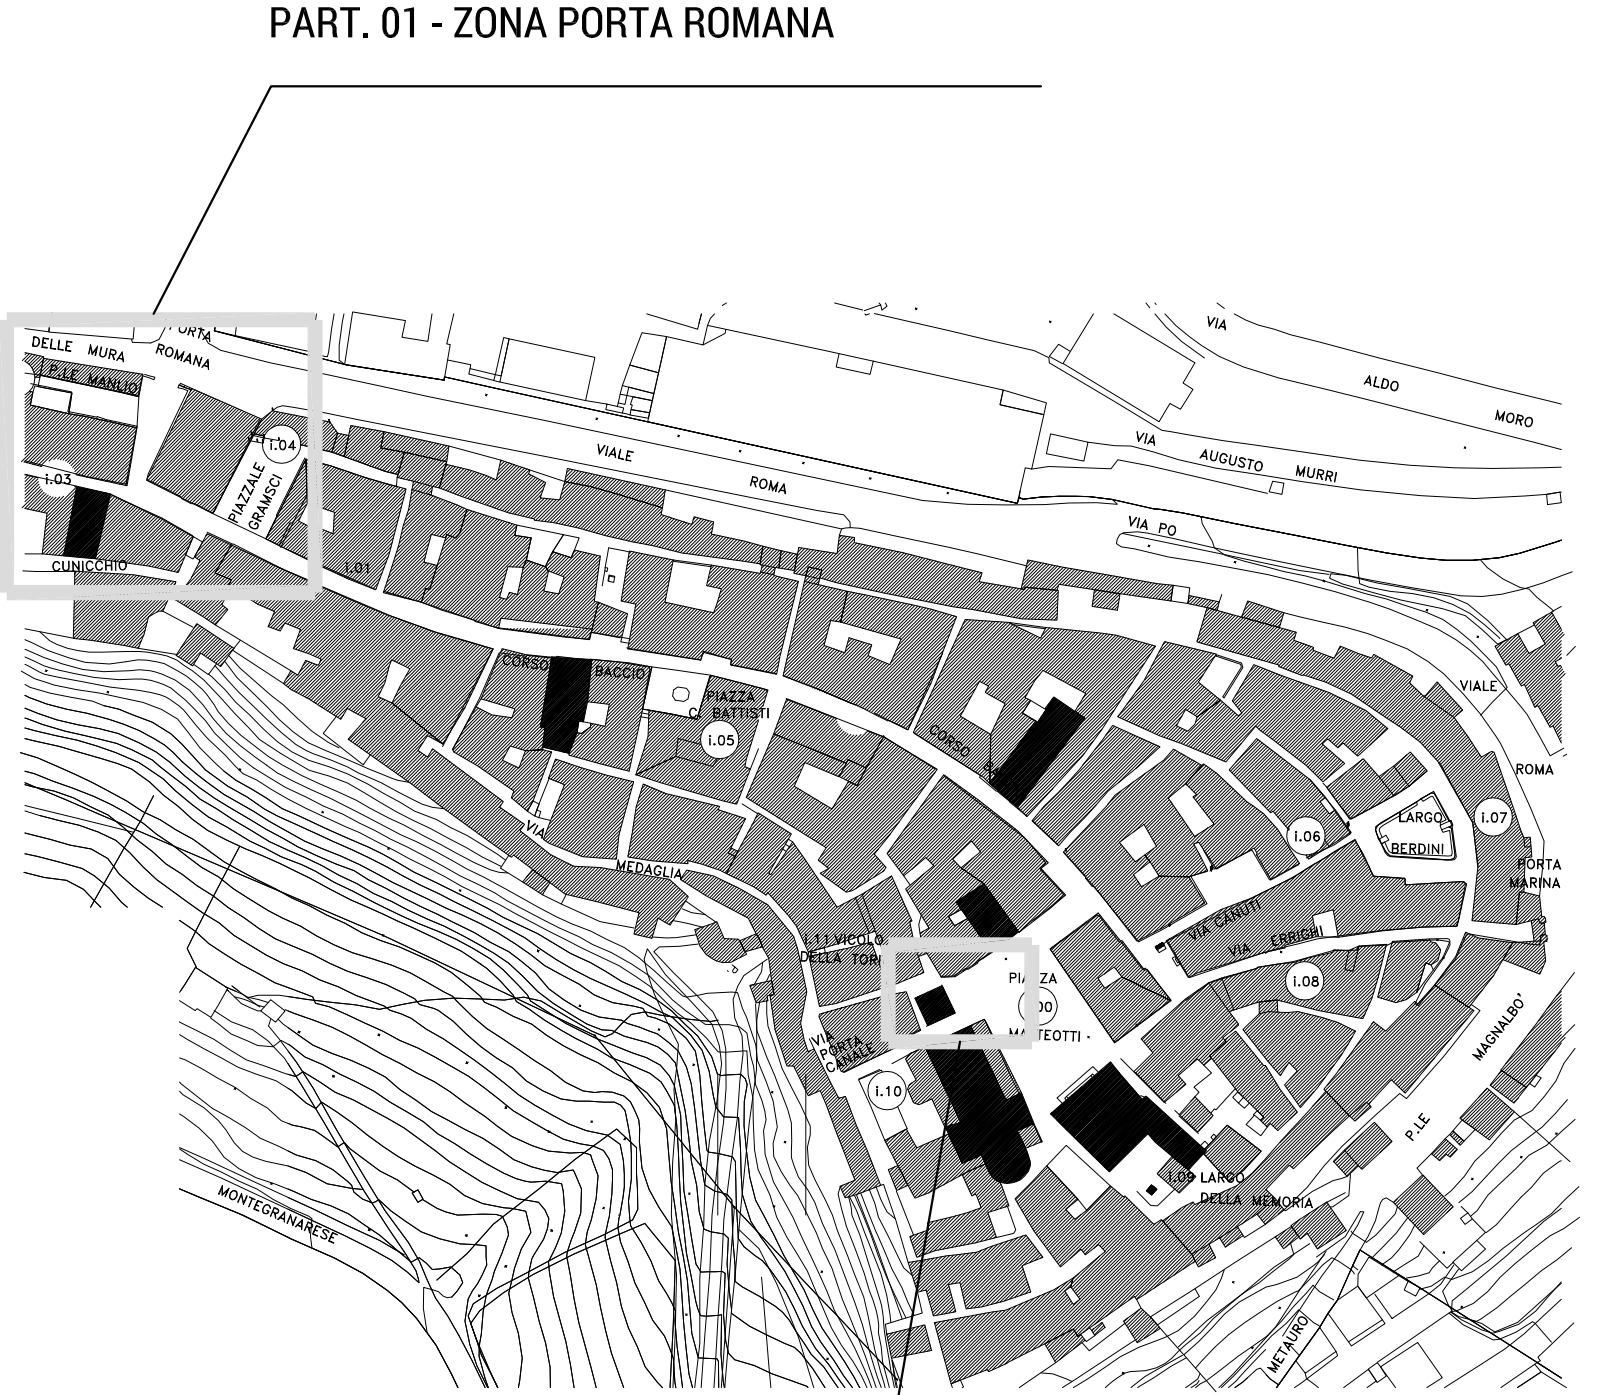 PART. 01 - ZONA PORTA ROMANA
PORTA
ROMANA
DELLE MURA
P.LE MANLIO
i.04
i.03
PIAZZALE
GRAMSCI
CUNICCHIO
i.01
VIALE
ROMA
VIA
ALDO
MORO
VIA
AUGUSTO
MURRI
VIA PO
CORSO
BACCIO
PIAZZA
C. BATTISTI
i.05
CORSO
VIALE
ROMA
i.07
LARGO
BERDINI
i.06
PORTA
MARINA
VIA
MEDAGLIA
VIA CANUTI
VIA ERRIGHI
i.11 VICOLO
DELLA TORRE
PIAZZA
i.00
MATTEOTTI
i.08
VIA
PORTA
CANALE
i.10
MAGNALBO'
P.LE
i.09 LARGO
DELLA MEMORIA
MONTEGRANARESE
METAURO